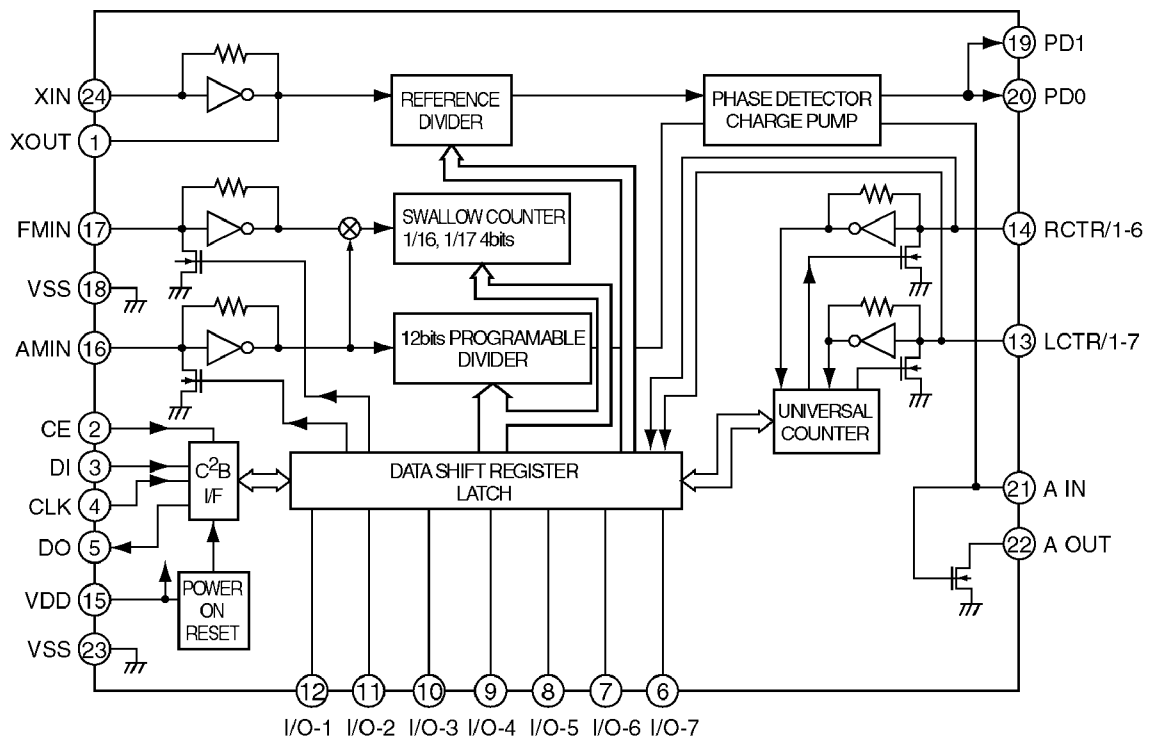 XIN 24
XOUT 1
FMIN 17
VSS 18
AMIN 16
CE 2
DI 3
CLK 4
DO 5
VDD 15
VSS 23
REFERENCE
DIVIDER
PHASE DETECTOR
CHARGE PUMP
SWALLOW COUNTER
1/16, 1/17 4bits
12bits PROGRAMABLE
DIVIDER
C²B
I/F
POWER
ON
RESET
DATA SHIFT REGISTER
LATCH
UNIVERSAL
COUNTER
19 PD1
20 PD0
14 RCTR/1-6
13 LCTR/1-7
21 A IN
22 A OUT
12 11 10 9 8 7 6
I/O-1 I/O-2 I/O-3 I/O-4 I/O-5 I/O-6 I/O-7